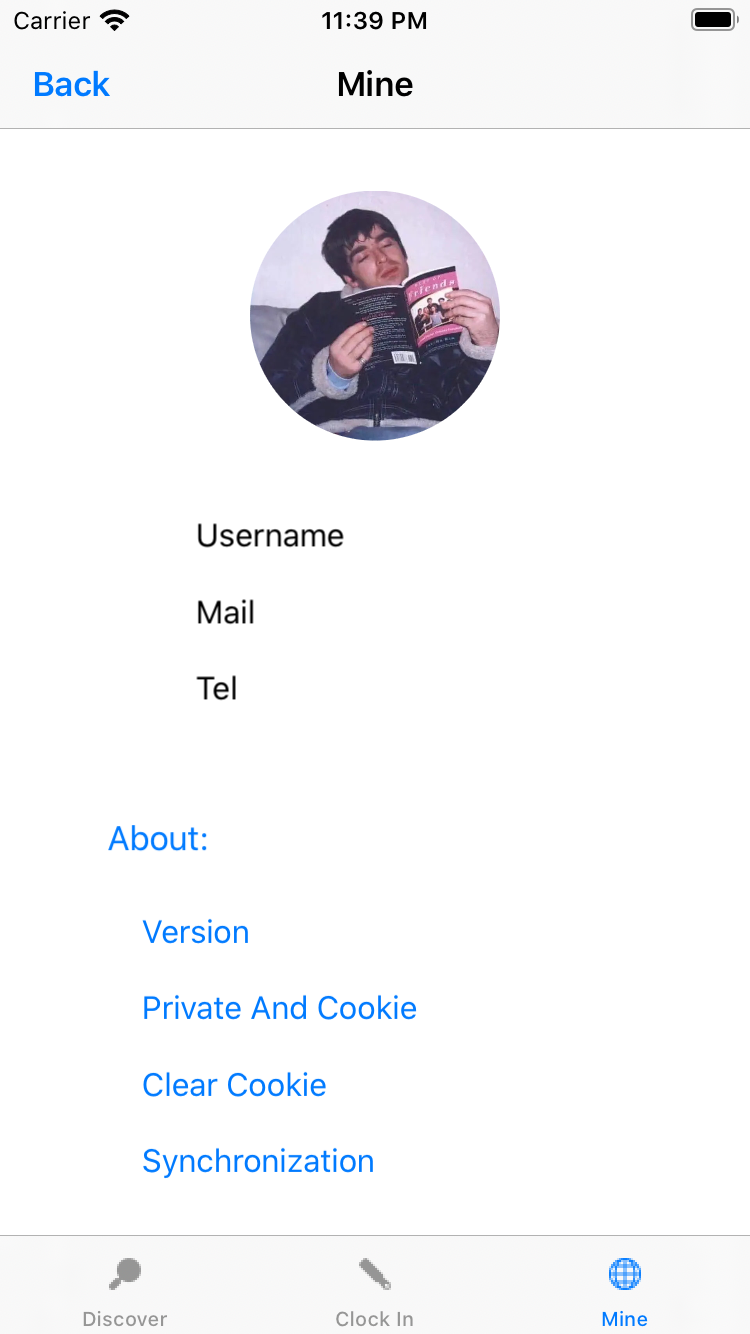 Carrier
11:39 PM
Back
Mine
friends
Username
Mail
Tel
About:
Version
Private And Cookie
Clear Cookie
Synchronization
Discover
Clock In
Mine